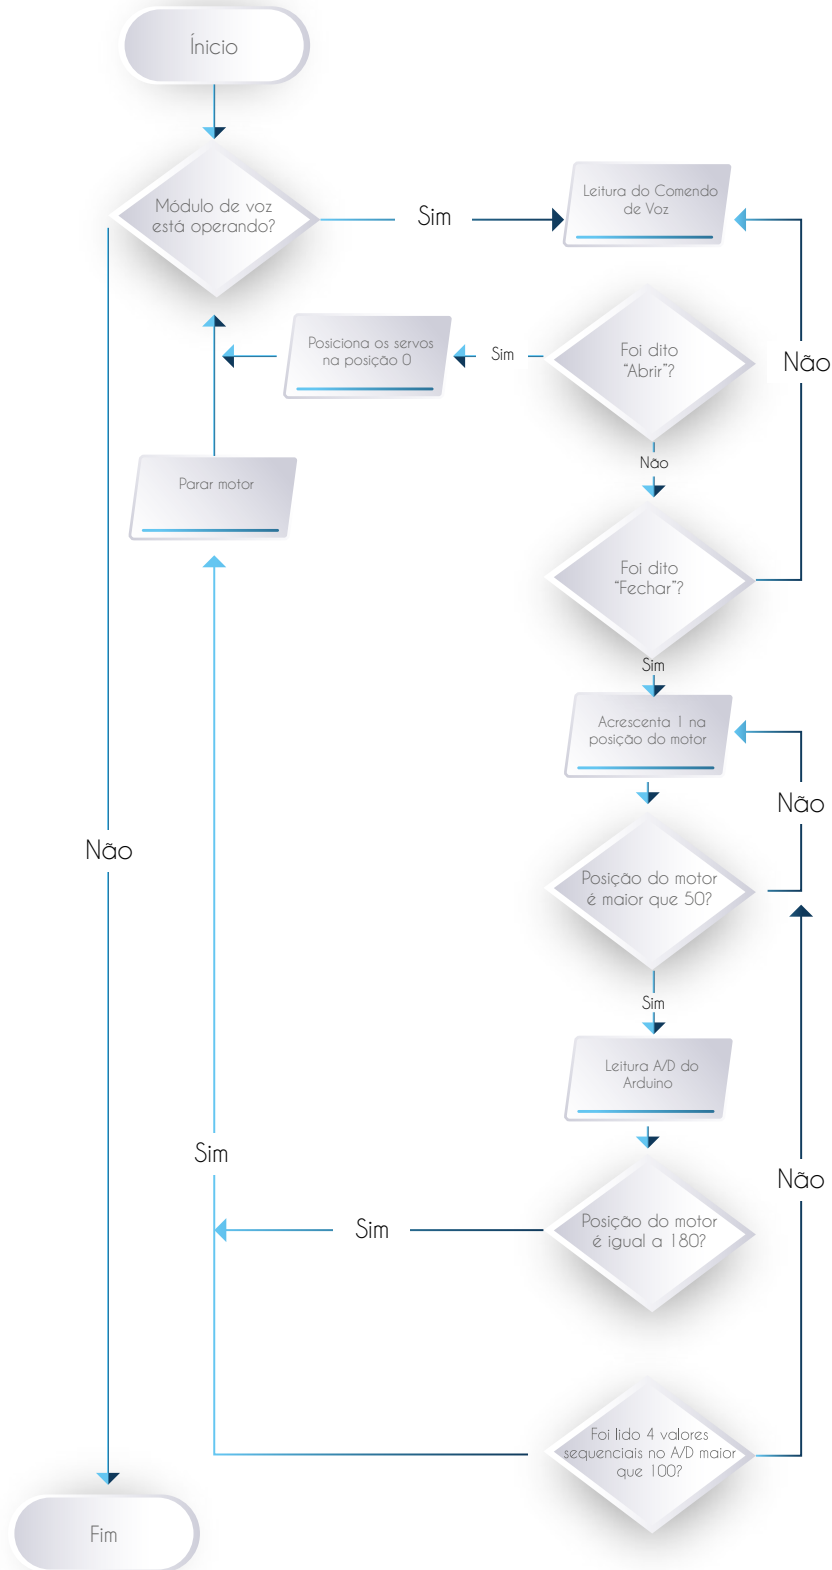 Ínicio
Módulo de voz
está operando?
Sim
Leitura do Comendo
de Voz
Posiciona os servos
na posição 0
Sim
Foi dito
“Abrir”?
Não
Não
Parar motor
Foi dito
“Fechar”?
Sim
Acrescenta 1 na
posição do motor
Não
Não
Posição do motor
é maior que 50?
Sim
Leitura A/D do
Arduino
Sim
Não
Sim
Posição do motor
é igual a 180?
Foi lido 4 valores
sequenciais no A/D maior
que 100?
Fim